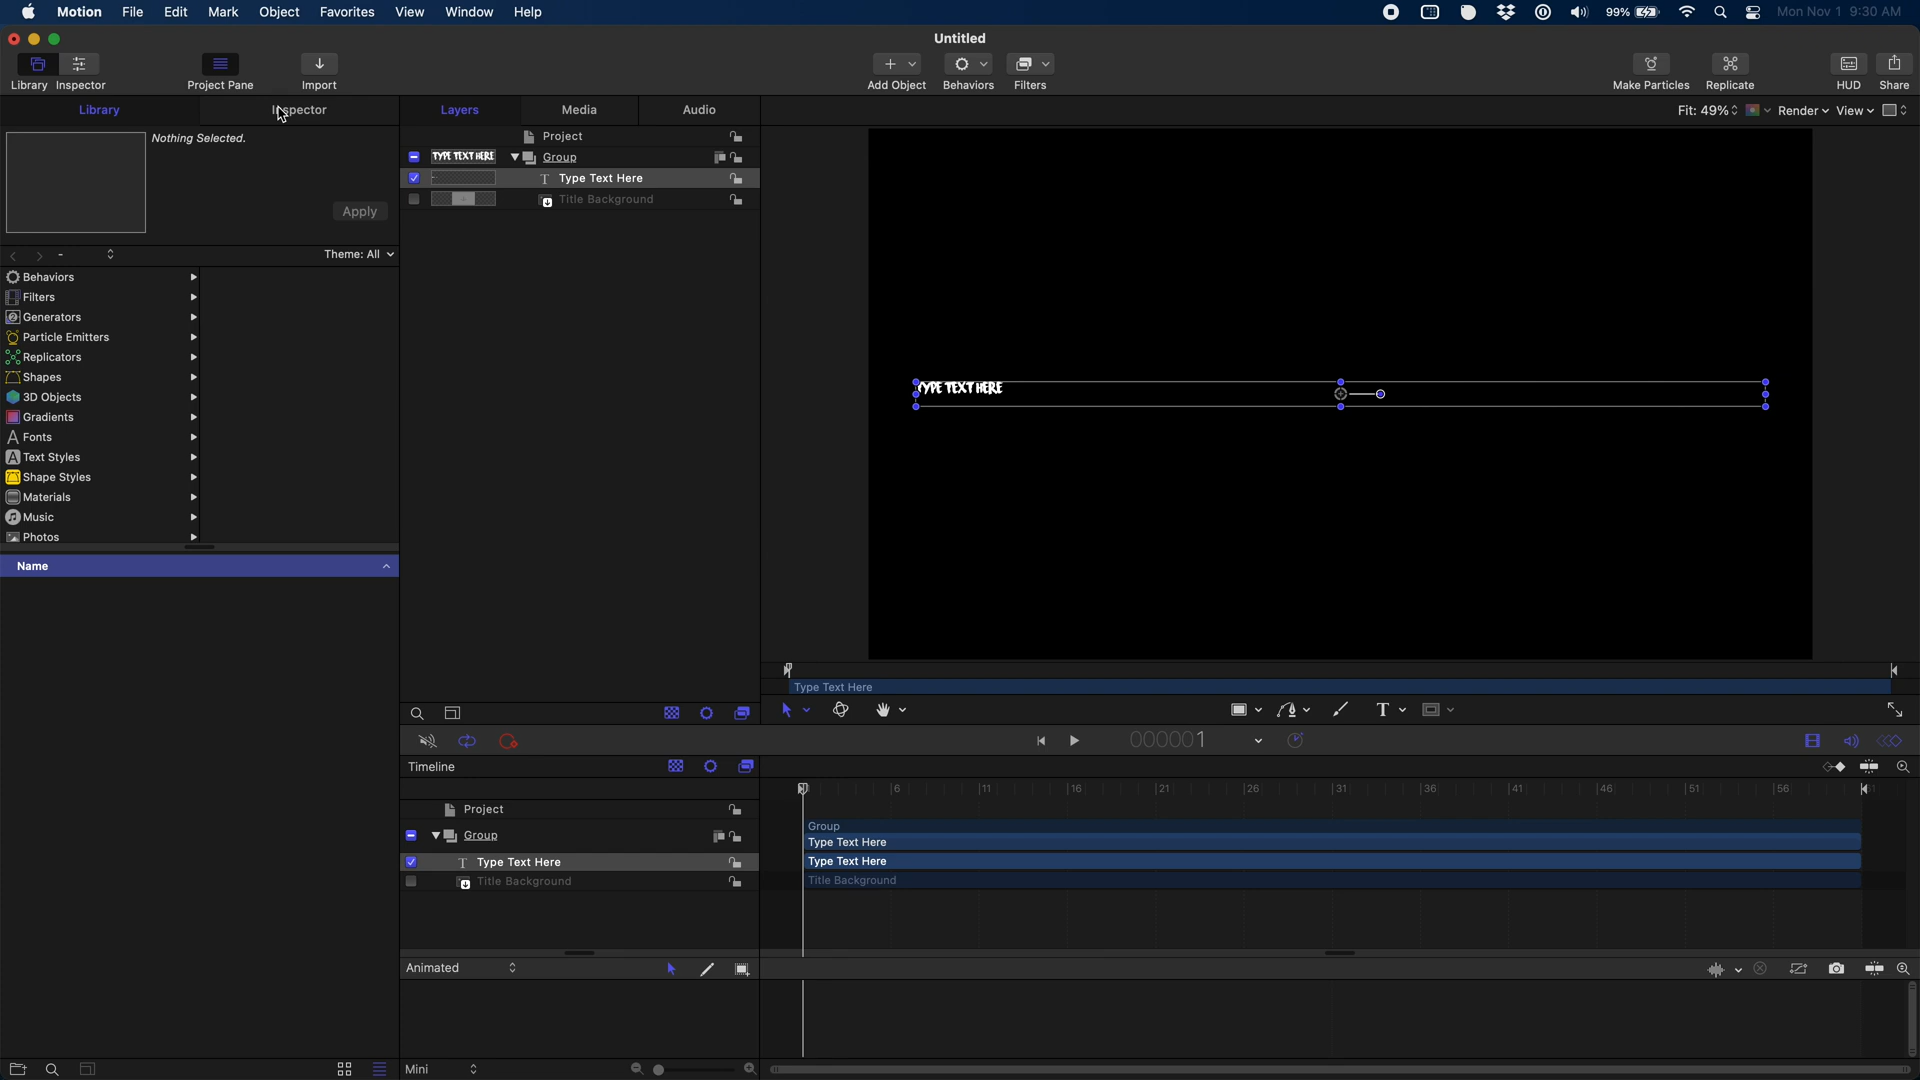 Motion File Edit Mark Object Favorites View Window Help
99% Mon Nov 1 9:30 AM
Untitled
Library Inspector Project Pane Import Add Object Behaviors Filters Make Particles Replicate HUD Share
Library Inspector Layers Media Audio Fit: 49% Render View
Nothing Selected.
Apply
- Theme: All
Behaviors
Filters
Generators
Particle Emitters
Replicators
Shapes
3D Objects
Gradients
Fonts
Text Styles
Shape Styles
Materials
Music
Photos
Name
Project
TYPE TEXT HERE Group
Type Text Here
Title Background
TYPE TEXT HERE
Type Text Here
T
000001
Timeline
6 11 16 21 26 31 36 41 46 51 56
Project
Group
Type Text Here
Title Background
Group
Type Text Here
Type Text Here
Title Background
Animated
Mini